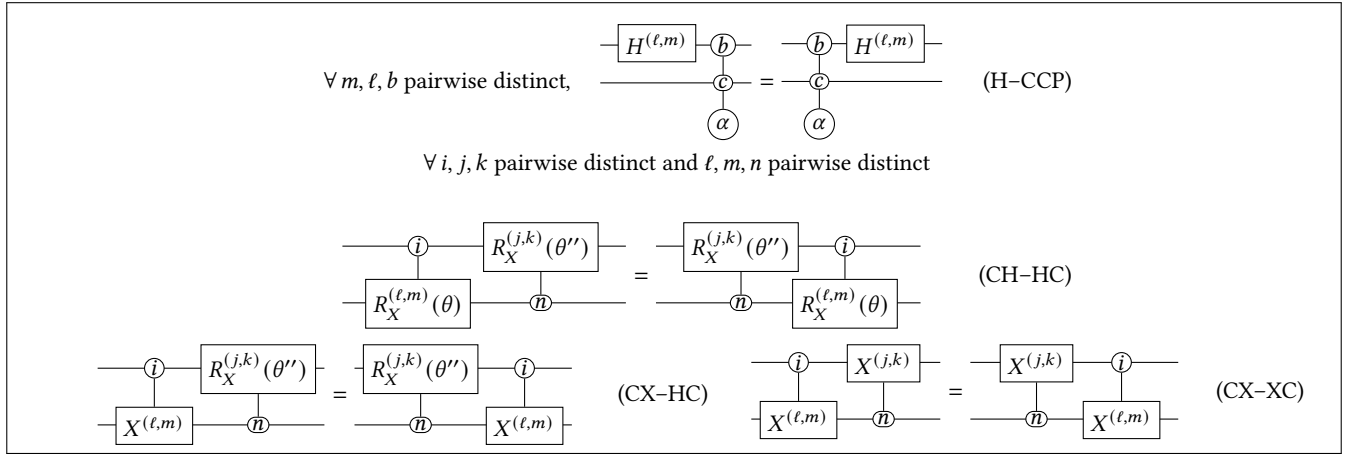 ∀ m, ℓ, b pairwise distinct, H^(ℓ,m) b c α = b H^(ℓ,m) c α (H–CCP)
∀ i, j, k pairwise distinct and ℓ, m, n pairwise distinct
i R_X^(j,k)(θ′′) R_X^(ℓ,m)(θ) n = R_X^(j,k)(θ′′) i n R_X^(ℓ,m)(θ) (CH–HC)
i R_X^(j,k)(θ′′) X^(ℓ,m) n = R_X^(j,k)(θ′′) i n X^(ℓ,m) (CX–HC) i X^(j,k) X^(ℓ,m) n = X^(j,k) i n X^(ℓ,m) (CX–XC)